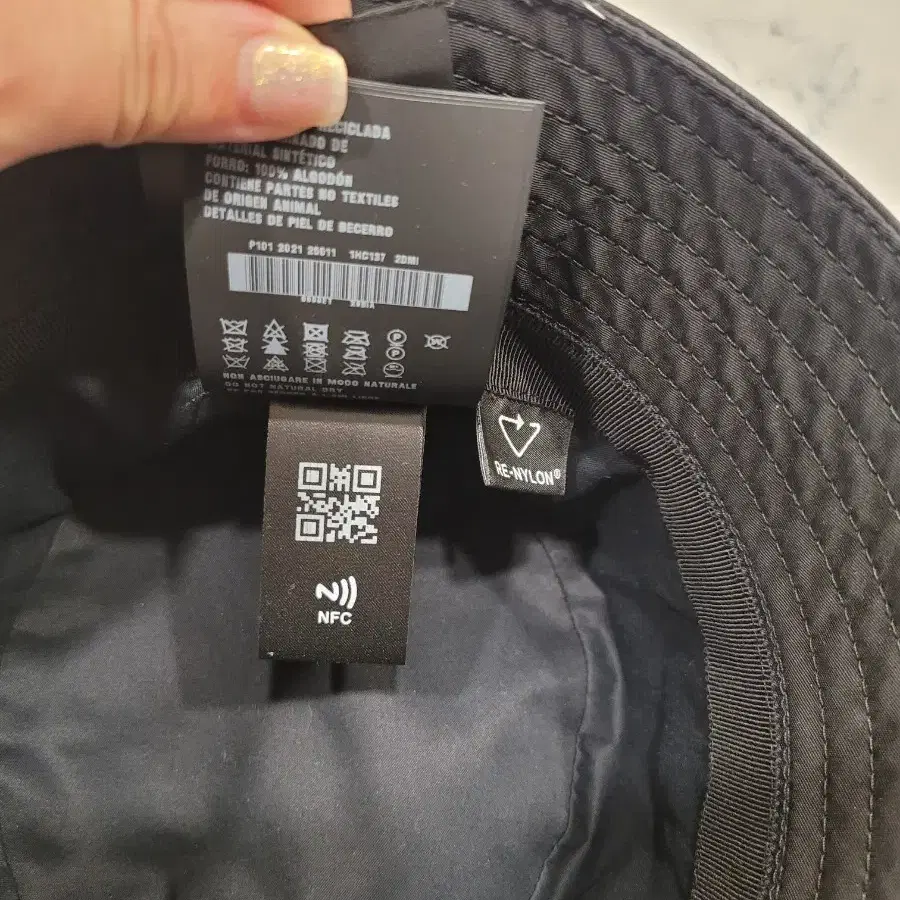 RECICLADA
DE
MATERIAL SINTÉTICO
FORRO: 100% ALGODÓN
CONTIENE PARTES NO TEXTILES
DE ORIGEN ANIMAL
DETALLES DE PIEL DE BECERRO
P101 2021 25011 1HC137 2DMI
NON ASCIUGARE IN MODO NATURALE
DO NOT NATURAL DRY
RE-NYLON®
NFC